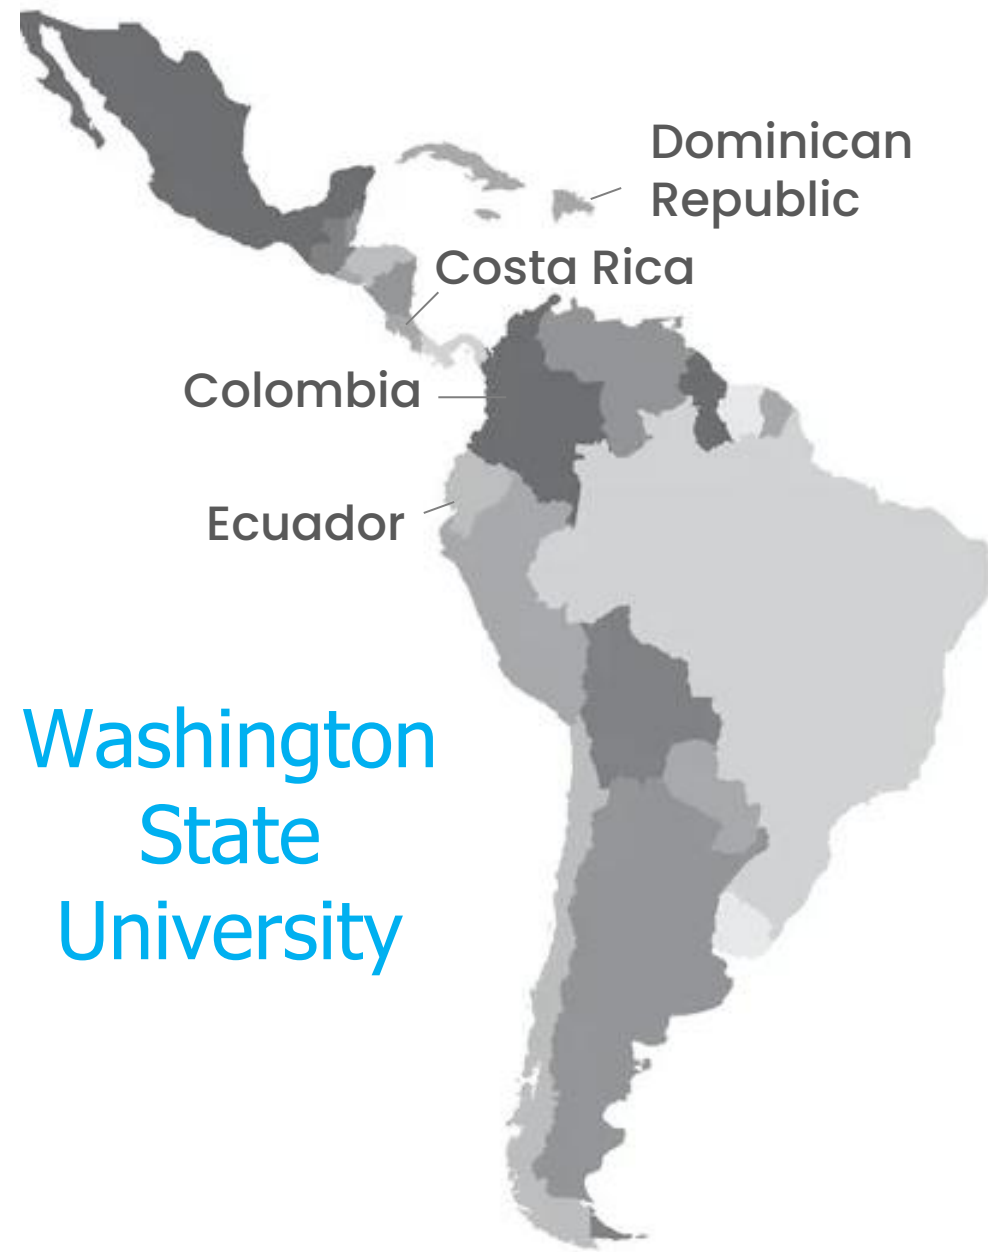 Dominican
Republic
Costa Rica
Colombia
Ecuador
Washington
State
University